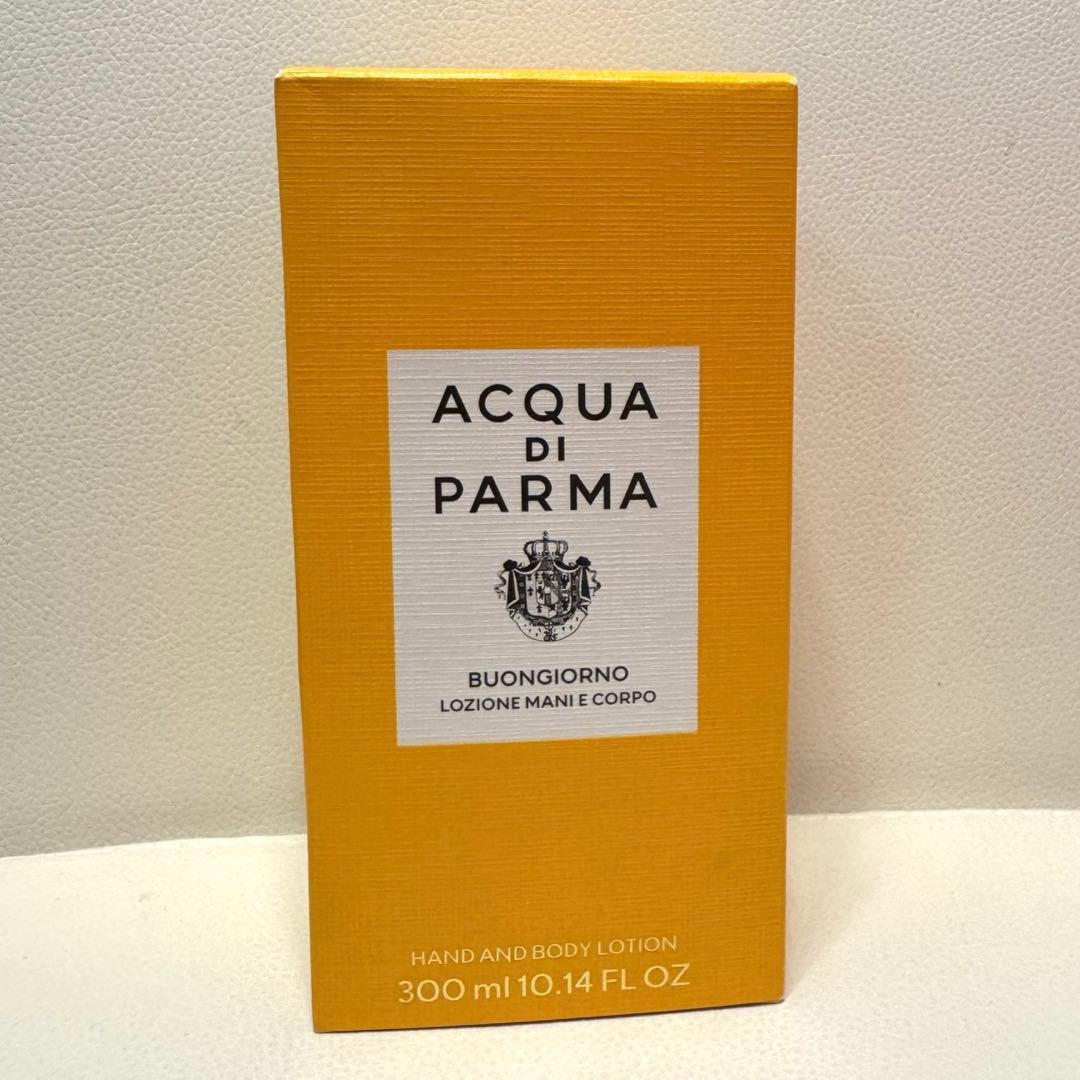 ACQUA
DI
PARMA
BUONGIORNO
LOZIONE MANI E CORPO
HAND AND BODY LOTION
300 ml 10.14 FL OZ